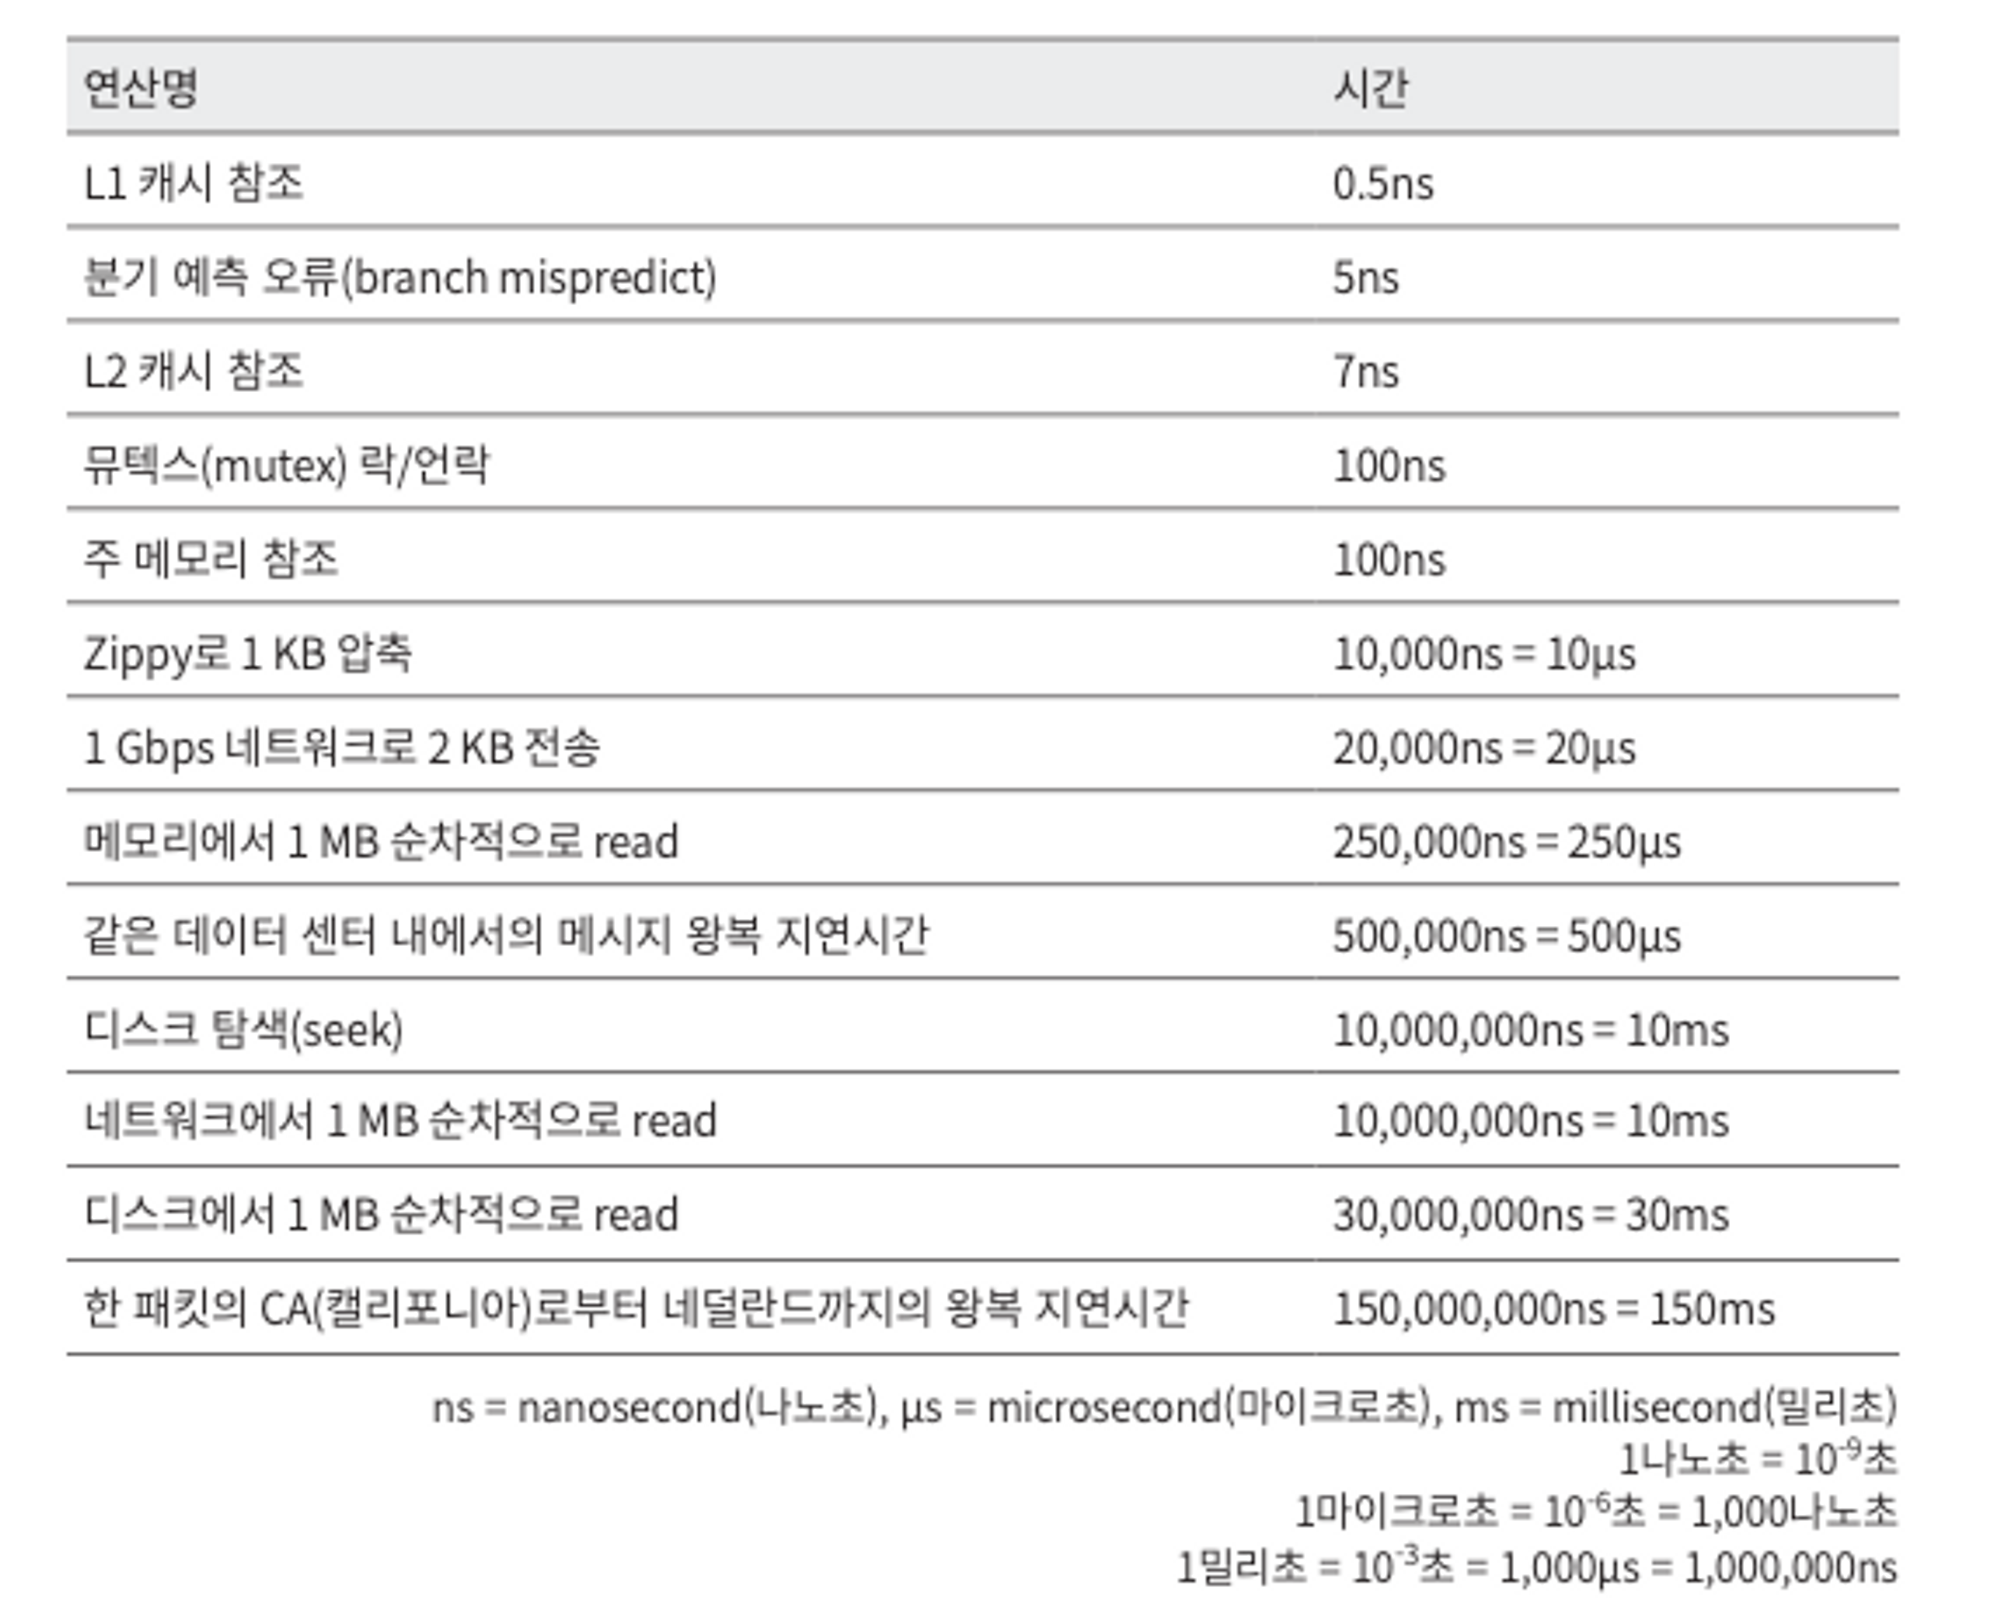 연산명 시간
L1 캐시 참조 0.5ns
분기 예측 오류(branch mispredict) 5ns
L2 캐시 참조 7ns
뮤텍스(mutex) 락/언락 100ns
주 메모리 참조 100ns
Zippy로 1 KB 압축 10,000ns = 10μs
1 Gbps 네트워크로 2 KB 전송 20,000ns = 20μs
메모리에서 1 MB 순차적으로 read 250,000ns = 250μs
같은 데이터 센터 내에서의 메시지 왕복 지연시간 500,000ns = 500μs
디스크 탐색(seek) 10,000,000ns = 10ms
네트워크에서 1 MB 순차적으로 read 10,000,000ns = 10ms
디스크에서 1 MB 순차적으로 read 30,000,000ns = 30ms
한 패킷의 CA(캘리포니아)로부터 네덜란드까지의 왕복 지연시간 150,000,000ns = 150ms
ns = nanosecond(나노초), μs = microsecond(마이크로초), ms = millisecond(밀리초)
1나노초 = 10⁻⁹초
1마이크로초 = 10⁻⁶초 = 1,000나노초
1밀리초 = 10⁻³초 = 1,000μs = 1,000,000ns